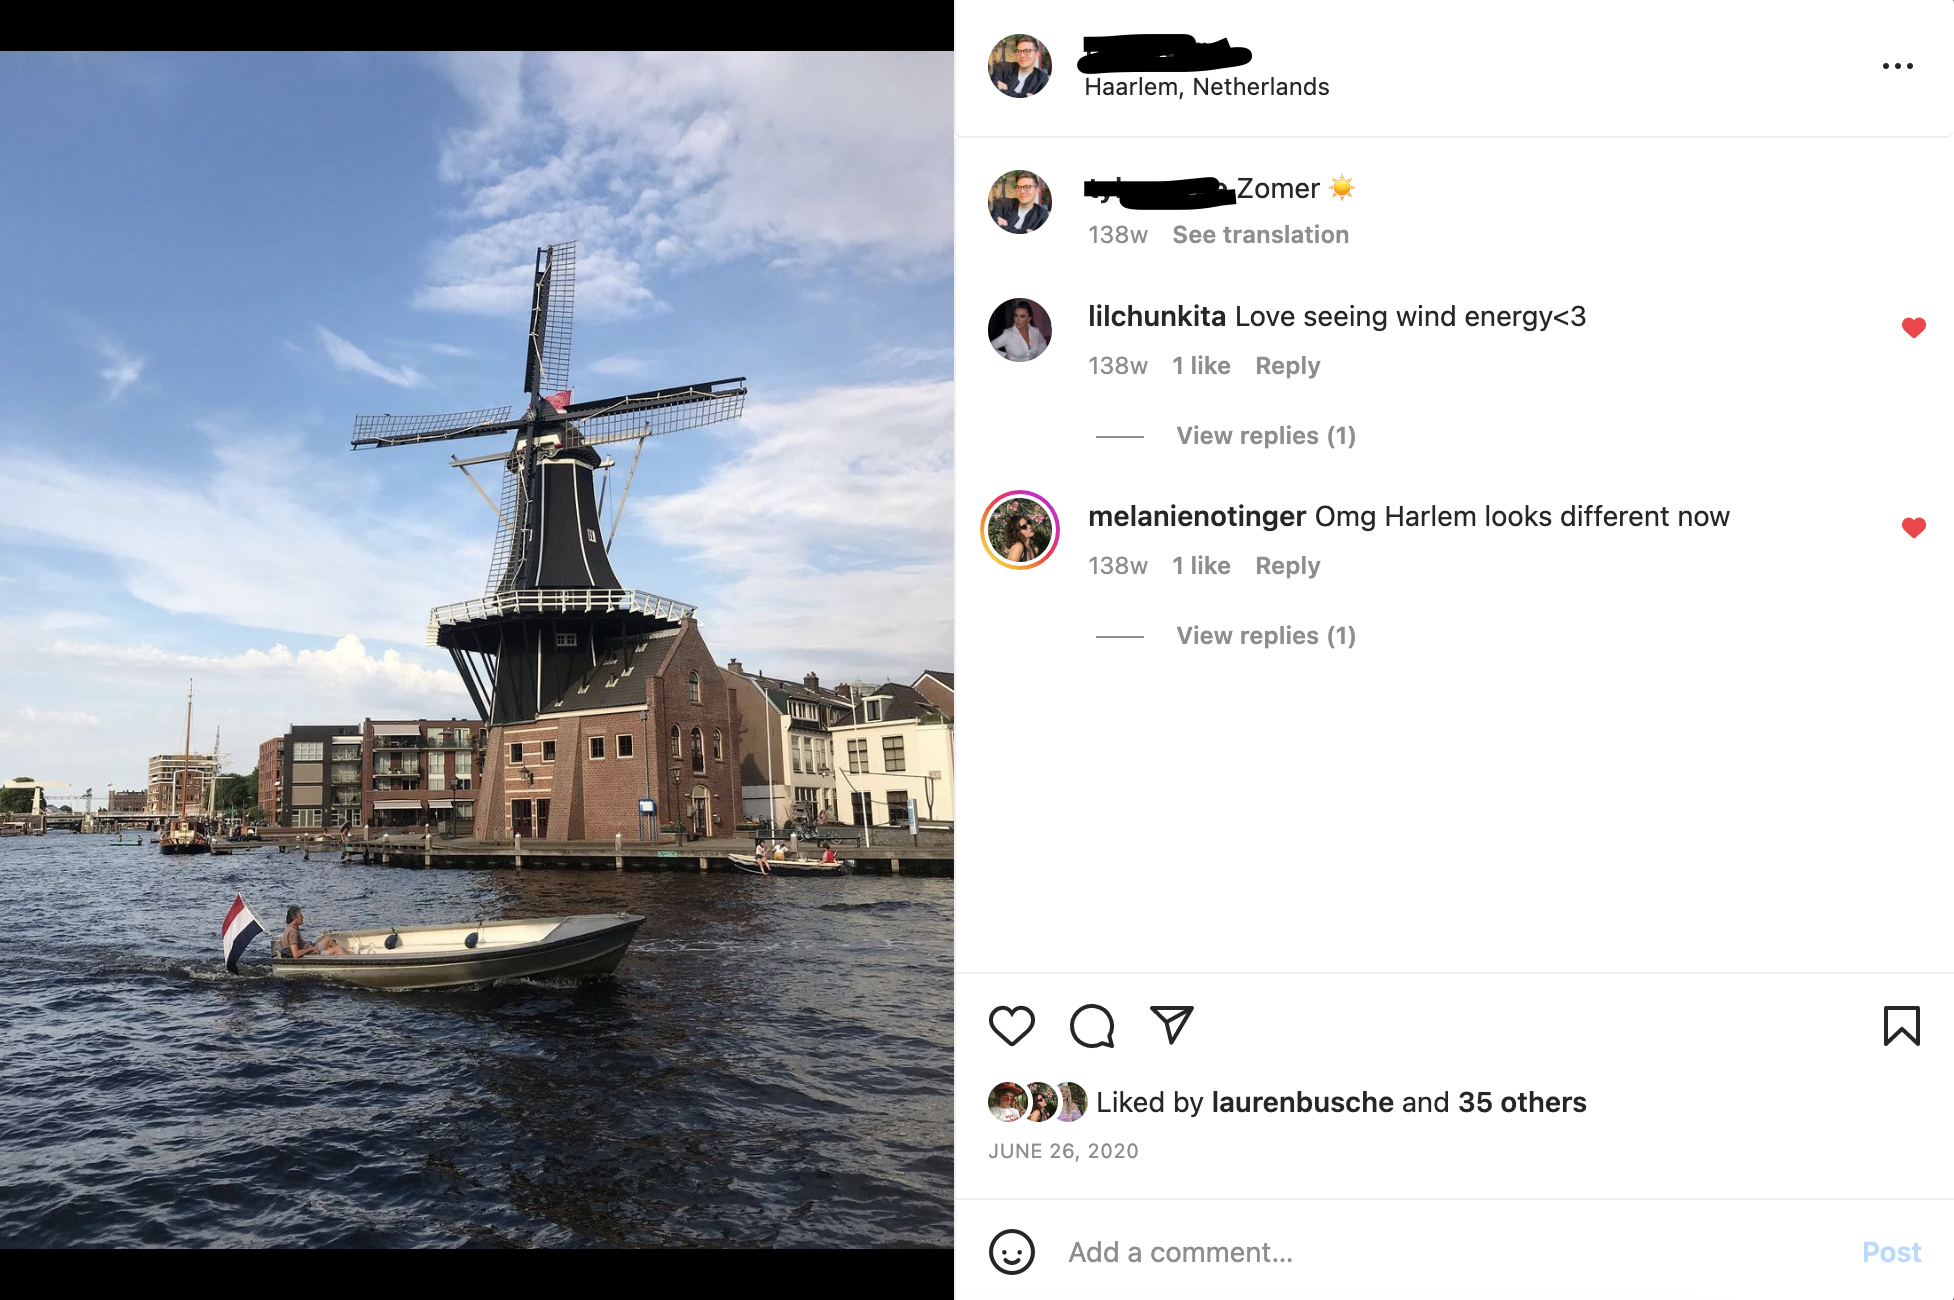 Haarlem, Netherlands
Zomer ☀️
138w See translation
lilchunkita Love seeing wind energy<3
138w 1 like Reply
View replies (1)
melanienotinger Omg Harlem looks different now
138w 1 like Reply
View replies (1)
Liked by laurenbusche and 35 others
JUNE 26, 2020
Add a comment...
Post